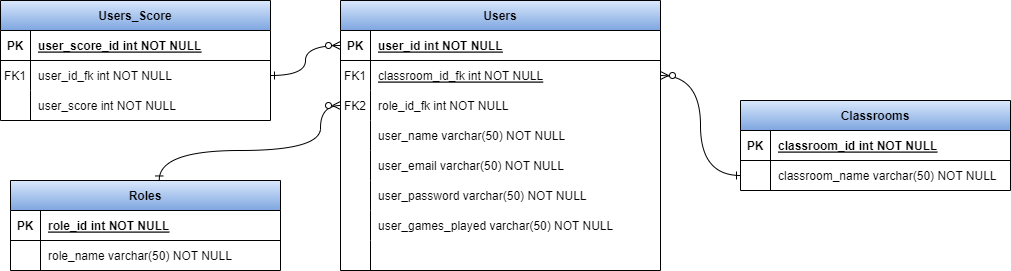 Users_Score
PK user_score_id int NOT NULL
FK1 user_id_fk int NOT NULL
user_score int NOT NULL
Users
PK user_id int NOT NULL
FK1 classroom_id_fk int NOT NULL
FK2 role_id_fk int NOT NULL
user_name varchar(50) NOT NULL
user_email varchar(50) NOT NULL
user_password varchar(50) NOT NULL
user_games_played varchar(50) NOT NULL
Classrooms
PK classroom_id int NOT NULL
classroom_name varchar(50) NOT NULL
Roles
PK role_id int NOT NULL
role_name varchar(50) NOT NULL